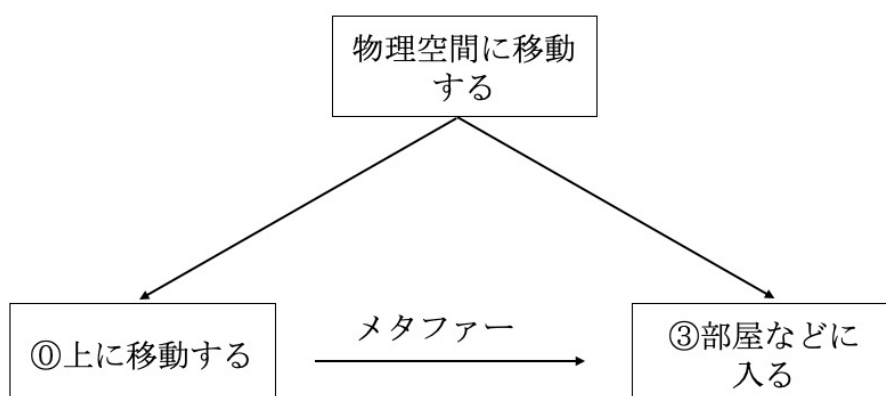 物理空間に移動
する
メタファー
⓪上に移動する
③部屋などに
入る